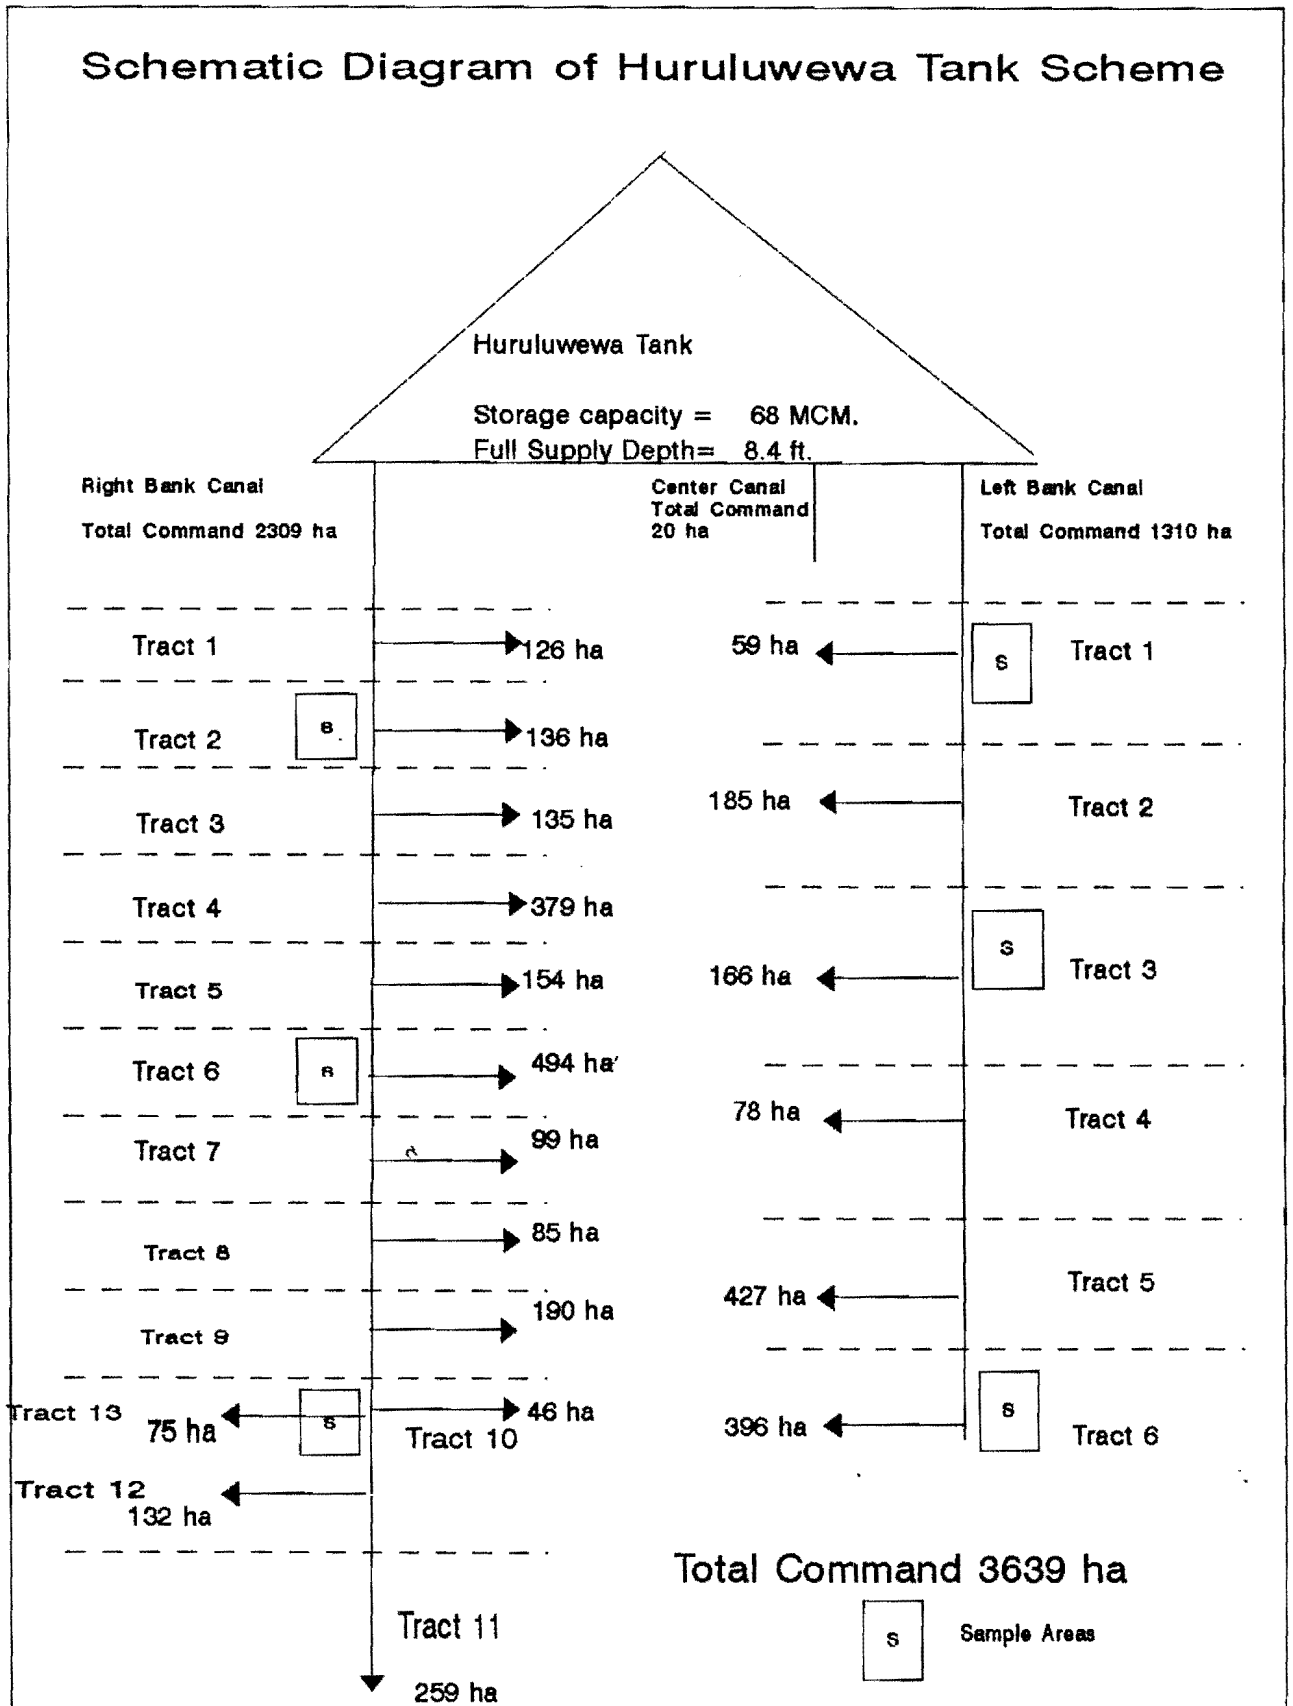 Schematic Diagram of Huruluwewa Tank Scheme
Huruluwewa Tank
Storage capacity = 68 MCM.
Full Supply Depth= 8.4 ft.
Right Bank Canal
Total Command 2309 ha
Center Canal
Total Command
20 ha
Left Bank Canal
Total Command 1310 ha
Tract 1
126 ha
Tract 2
s
136 ha
Tract 3
135 ha
Tract 4
379 ha
Tract 5
154 ha
Tract 6
s
494 ha
Tract 7
99 ha
Tract 8
85 ha
Tract 9
190 ha
Tract 13
75 ha
s
46 ha
Tract 10
Tract 12
132 ha
Tract 11
259 ha
59 ha
S
Tract 1
185 ha
Tract 2
166 ha
S
Tract 3
78 ha
Tract 4
427 ha
Tract 5
396 ha
S
Tract 6
Total Command 3639 ha
S
Sample Areas